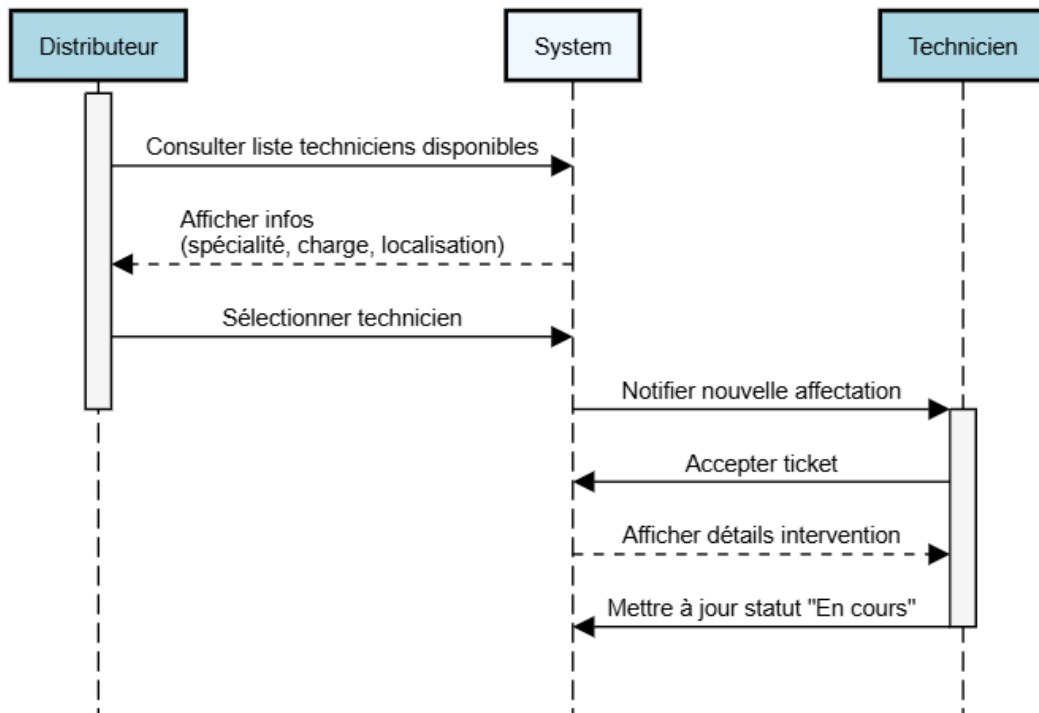 Distributeur
System
Technicien
Consulter liste techniciens disponibles
Afficher infos
(spécialité, charge, localisation)
Sélectionner technicien
Notifier nouvelle affectation
Accepter ticket
Afficher détails intervention
Mettre à jour statut "En cours"